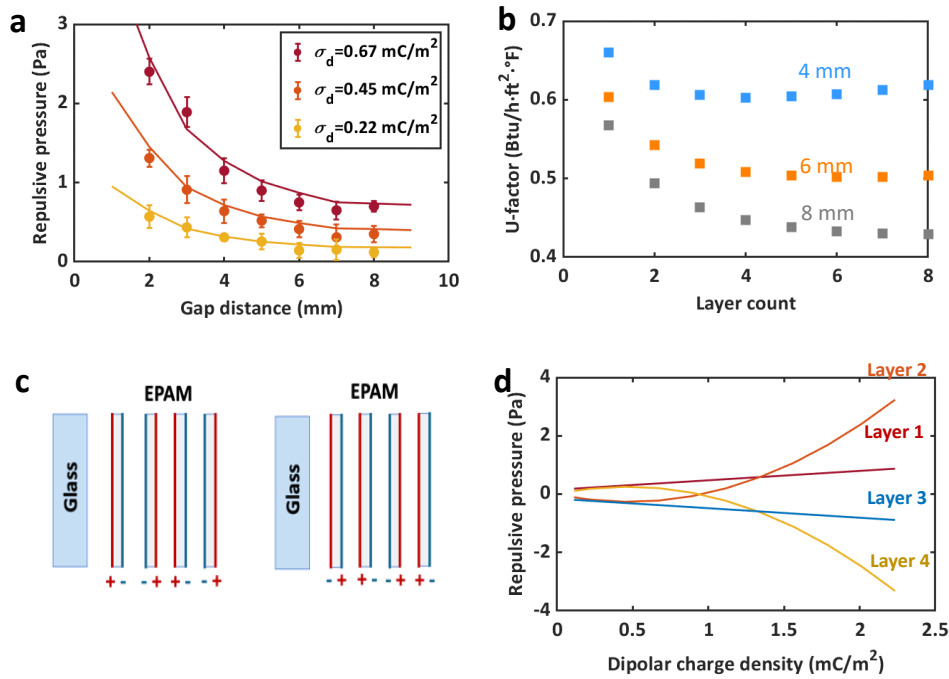 a
Repulsive pressure (Pa)
3
2
1
0
0 2 4 6 8 10
Gap distance (mm)
σd=0.67 mC/m²
σd=0.45 mC/m²
σd=0.22 mC/m²
b
U-factor (Btu/h·ft²·°F)
0.7
0.6
0.5
0.4
0 2 4 6 8
Layer count
4 mm
6 mm
8 mm
c
EPAM
Glass
+ - - + + - - +
EPAM
Glass
- + + - - + + -
d
Repulsive pressure (Pa)
4
2
0
-2
-4
0 0.5 1 1.5 2 2.5
Dipolar charge density (mC/m²)
Layer 2
Layer 1
Layer 3
Layer 4